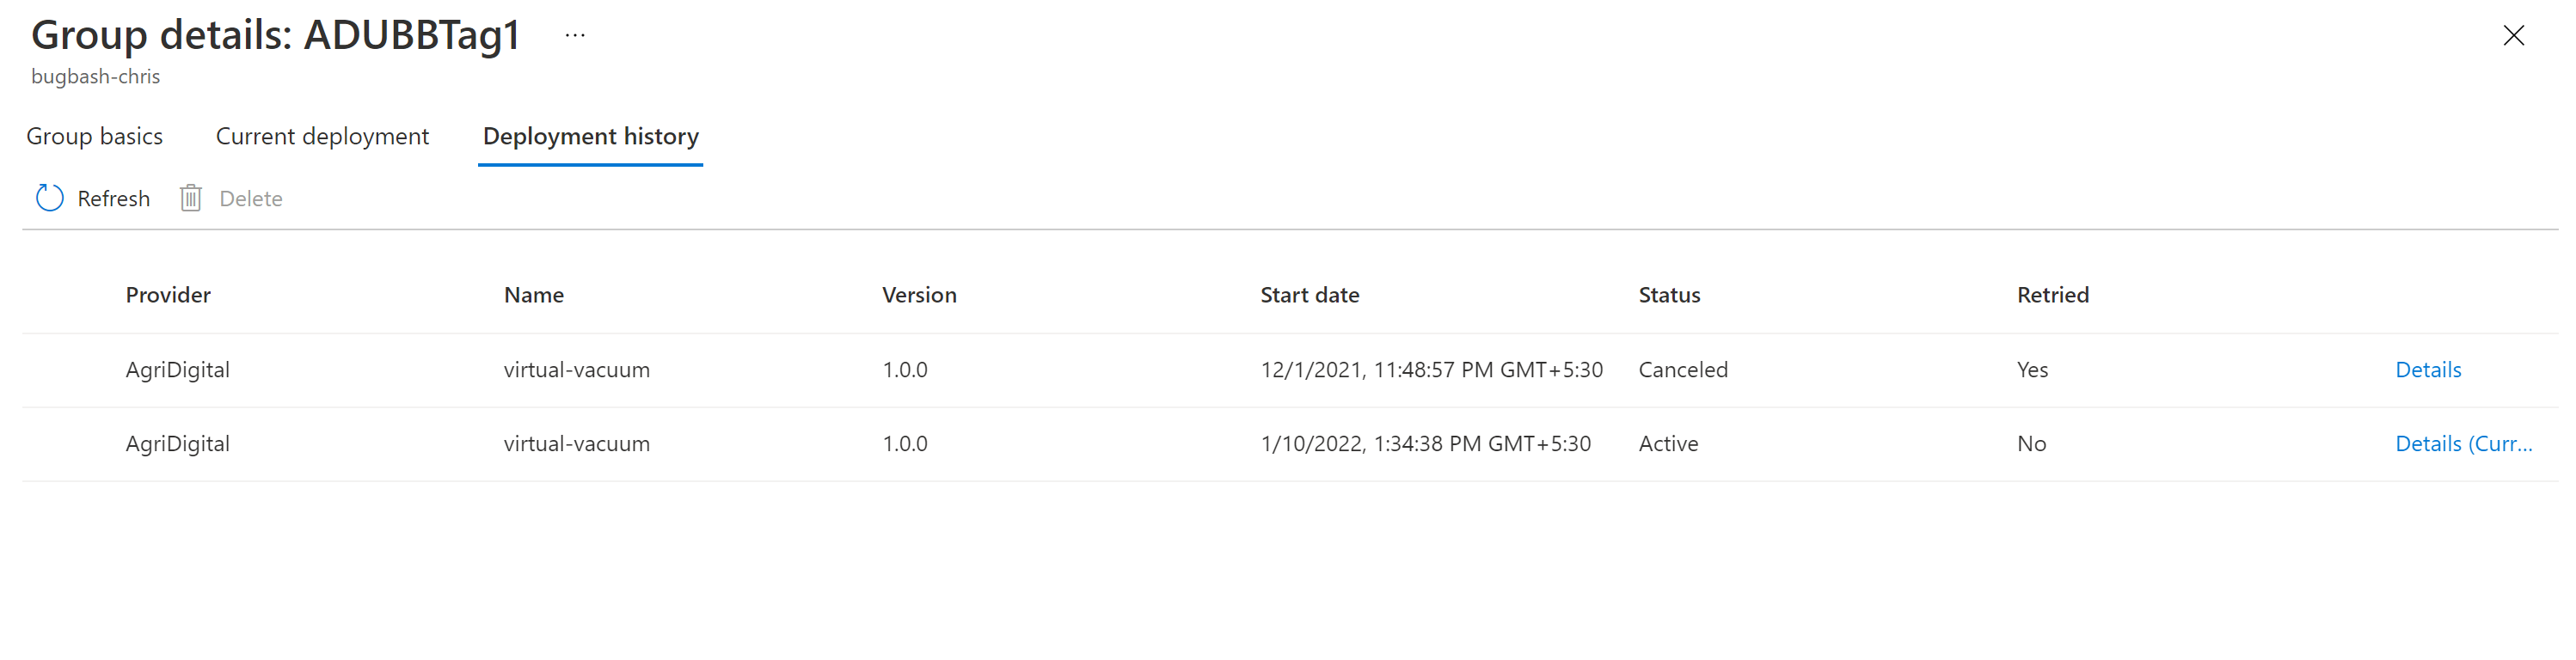 Group details: ADUBBTag1 ...
bugbash-chris
Group basics Current deployment Deployment history
Refresh Delete
Provider Name Version Start date Status Retried
AgriDigital virtual-vacuum 1.0.0 12/1/2021, 11:48:57 PM GMT+5:30 Canceled Yes Details
AgriDigital virtual-vacuum 1.0.0 1/10/2022, 1:34:38 PM GMT+5:30 Active No Details (Curr...